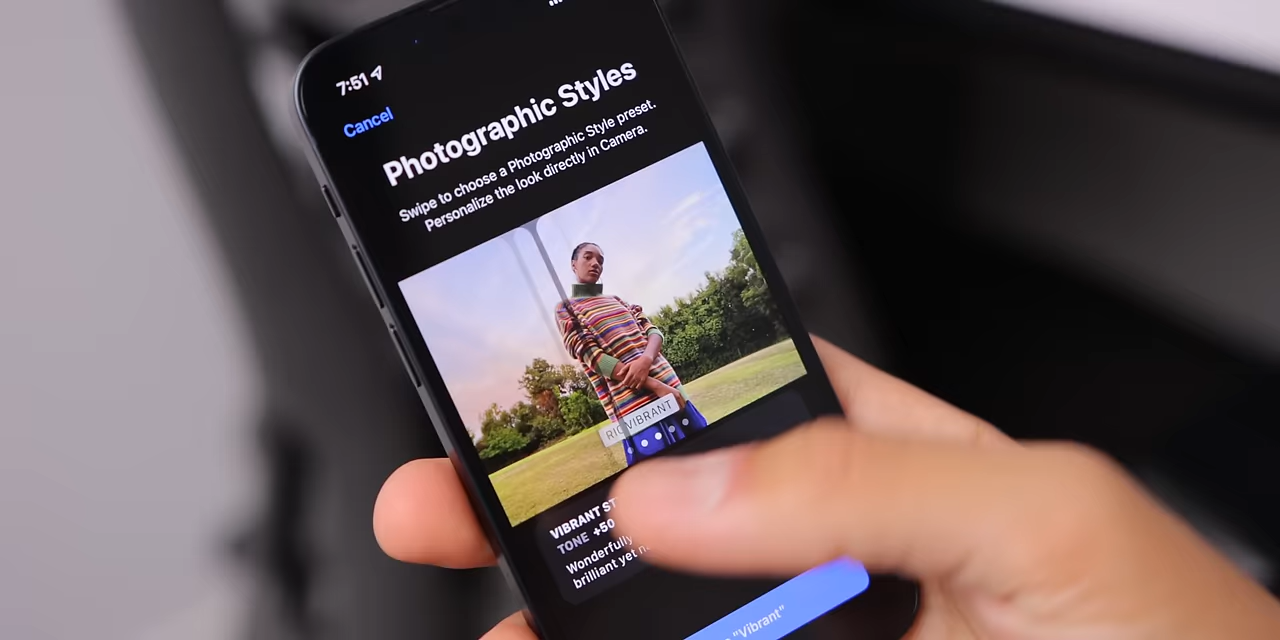 7:51
Cancel
Photographic Styles
Swipe to choose a Photographic Style preset.
Personalize the look directly in Camera.
VIBRANT
VIBRANT
TONE +50
Wonderfully
brilliant yet
"Vibrant"